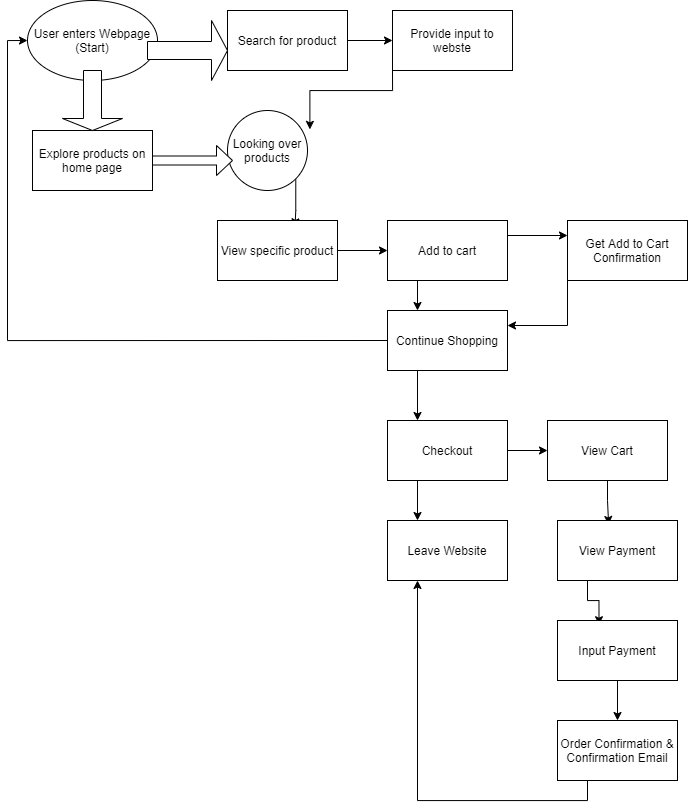 User enters Webpage
(Start)
Search for product
Provide input to
webste
Explore products on
home page
Looking over
products
View specific product
Add to cart
Get Add to Cart
Confirmation
Continue Shopping
Checkout
View Cart
Leave Website
View Payment
Input Payment
Order Confirmation &
Confirmation Email